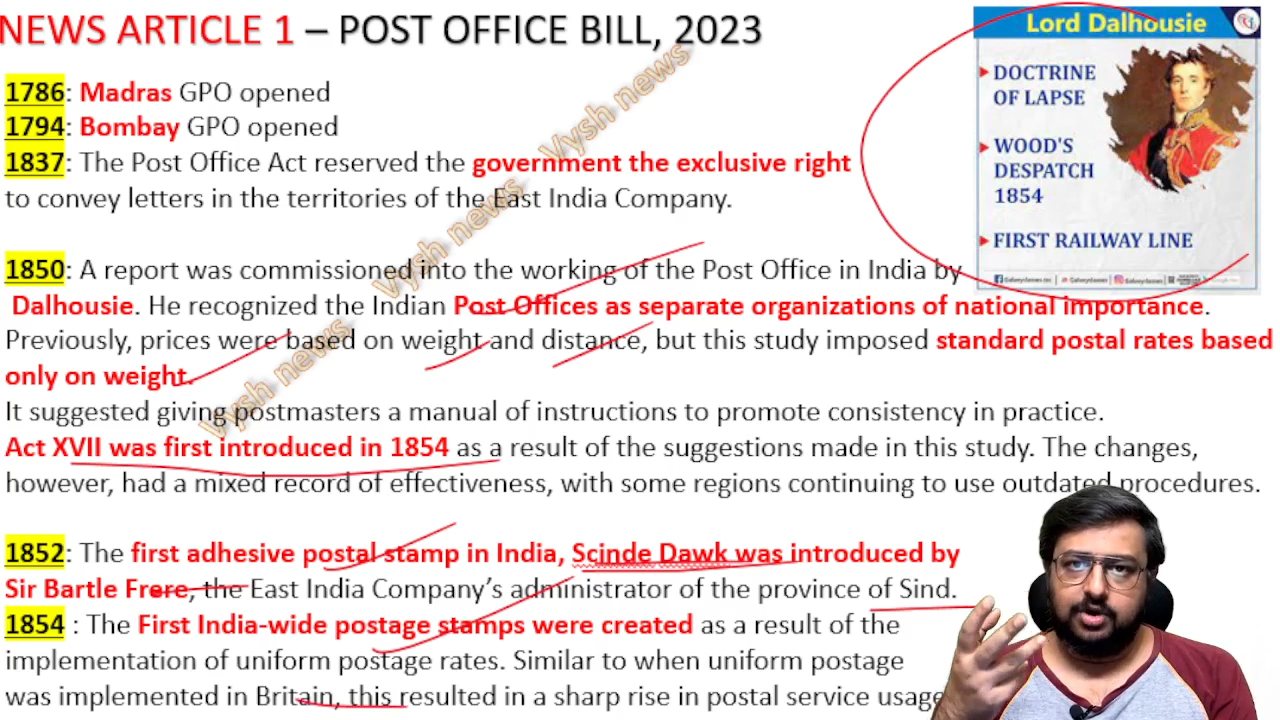 NEWS ARTICLE 1 – POST OFFICE BILL, 2023
1786: Madras GPO opened
1794: Bombay GPO opened
1837: The Post Office Act reserved the government the exclusive right
to convey letters in the territories of the East India Company.
1850: A report was commissioned into the working of the Post Office in India by
Dalhousie. He recognized the Indian Post Offices as separate organizations of national importance.
Previously, prices were based on weight and distance, but this study imposed standard postal rates based
only on weight.
It suggested giving postmasters a manual of instructions to promote consistency in practice.
Act XVII was first introduced in 1854 as a result of the suggestions made in this study. The changes,
however, had a mixed record of effectiveness, with some regions continuing to use outdated procedures.
1852: The first adhesive postal stamp in India, Scinde Dawk was introduced by
Sir Bartle Frere, the East India Company’s administrator of the province of Sind.
1854 : The First India-wide postage stamps were created as a result of the
implementation of uniform postage rates. Similar to when uniform postage
was implemented in Britain, this resulted in a sharp rise in postal service usage
Lord Dalhousie
DOCTRINE
OF LAPSE
WOOD'S
DESPATCH
1854
FIRST RAILWAY LINE
Vysh news
Vysh news
Vysh news